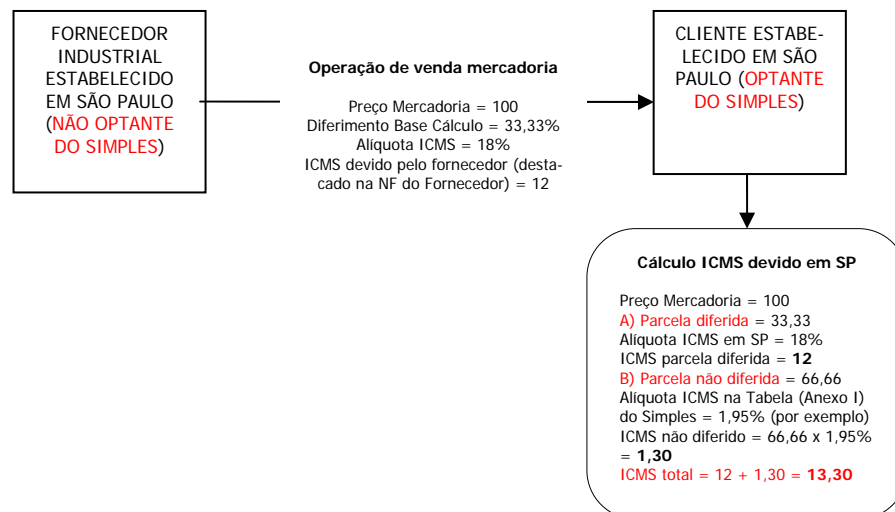 FORNECEDOR
INDUSTRIAL
ESTABELECIDO
EM SÃO PAULO
(NÃO OPTANTE
DO SIMPLES)
Operação de venda mercadoria
Preço Mercadoria = 100
Diferimento Base Cálculo = 33,33%
Alíquota ICMS = 18%
ICMS devido pelo fornecedor (desta-
cado na NF do Fornecedor) = 12
CLIENTE ESTABE-
LECIDO EM SÃO
PAULO (OPTANTE
DO SIMPLES)
Cálculo ICMS devido em SP
Preço Mercadoria = 100
A) Parcela diferida = 33,33
Alíquota ICMS em SP = 18%
ICMS parcela diferida = 12
B) Parcela não diferida = 66,66
Alíquota ICMS na Tabela (Anexo I)
do Simples = 1,95% (por exemplo)
ICMS não diferido = 66,66 x 1,95%
= 1,30
ICMS total = 12 + 1,30 = 13,30